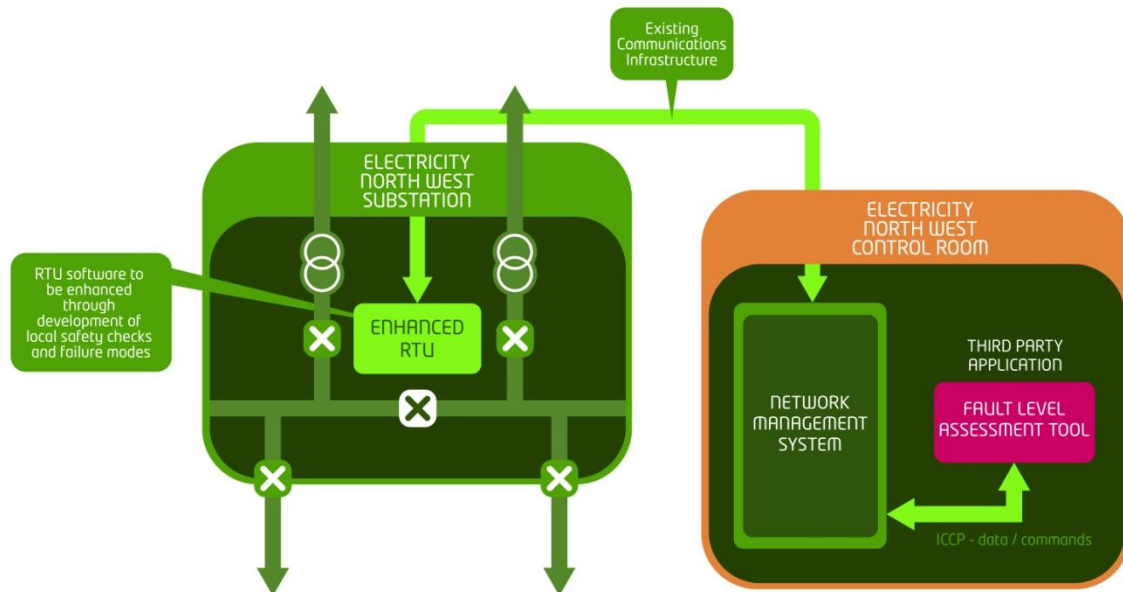 Existing
Communications
Infrastructure
ELECTRICITY
NORTH WEST
SUBSTATION
RTU software to
be enhanced
through
development of
local safety checks
and failure modes
ENHANCED
RTU
ELECTRICITY
NORTH WEST
CONTROL ROOM
NETWORK
MANAGEMENT
SYSTEM
THIRD PARTY
APPLICATION
FAULT LEVEL
ASSESSMENT TOOL
ICCP - data / commands